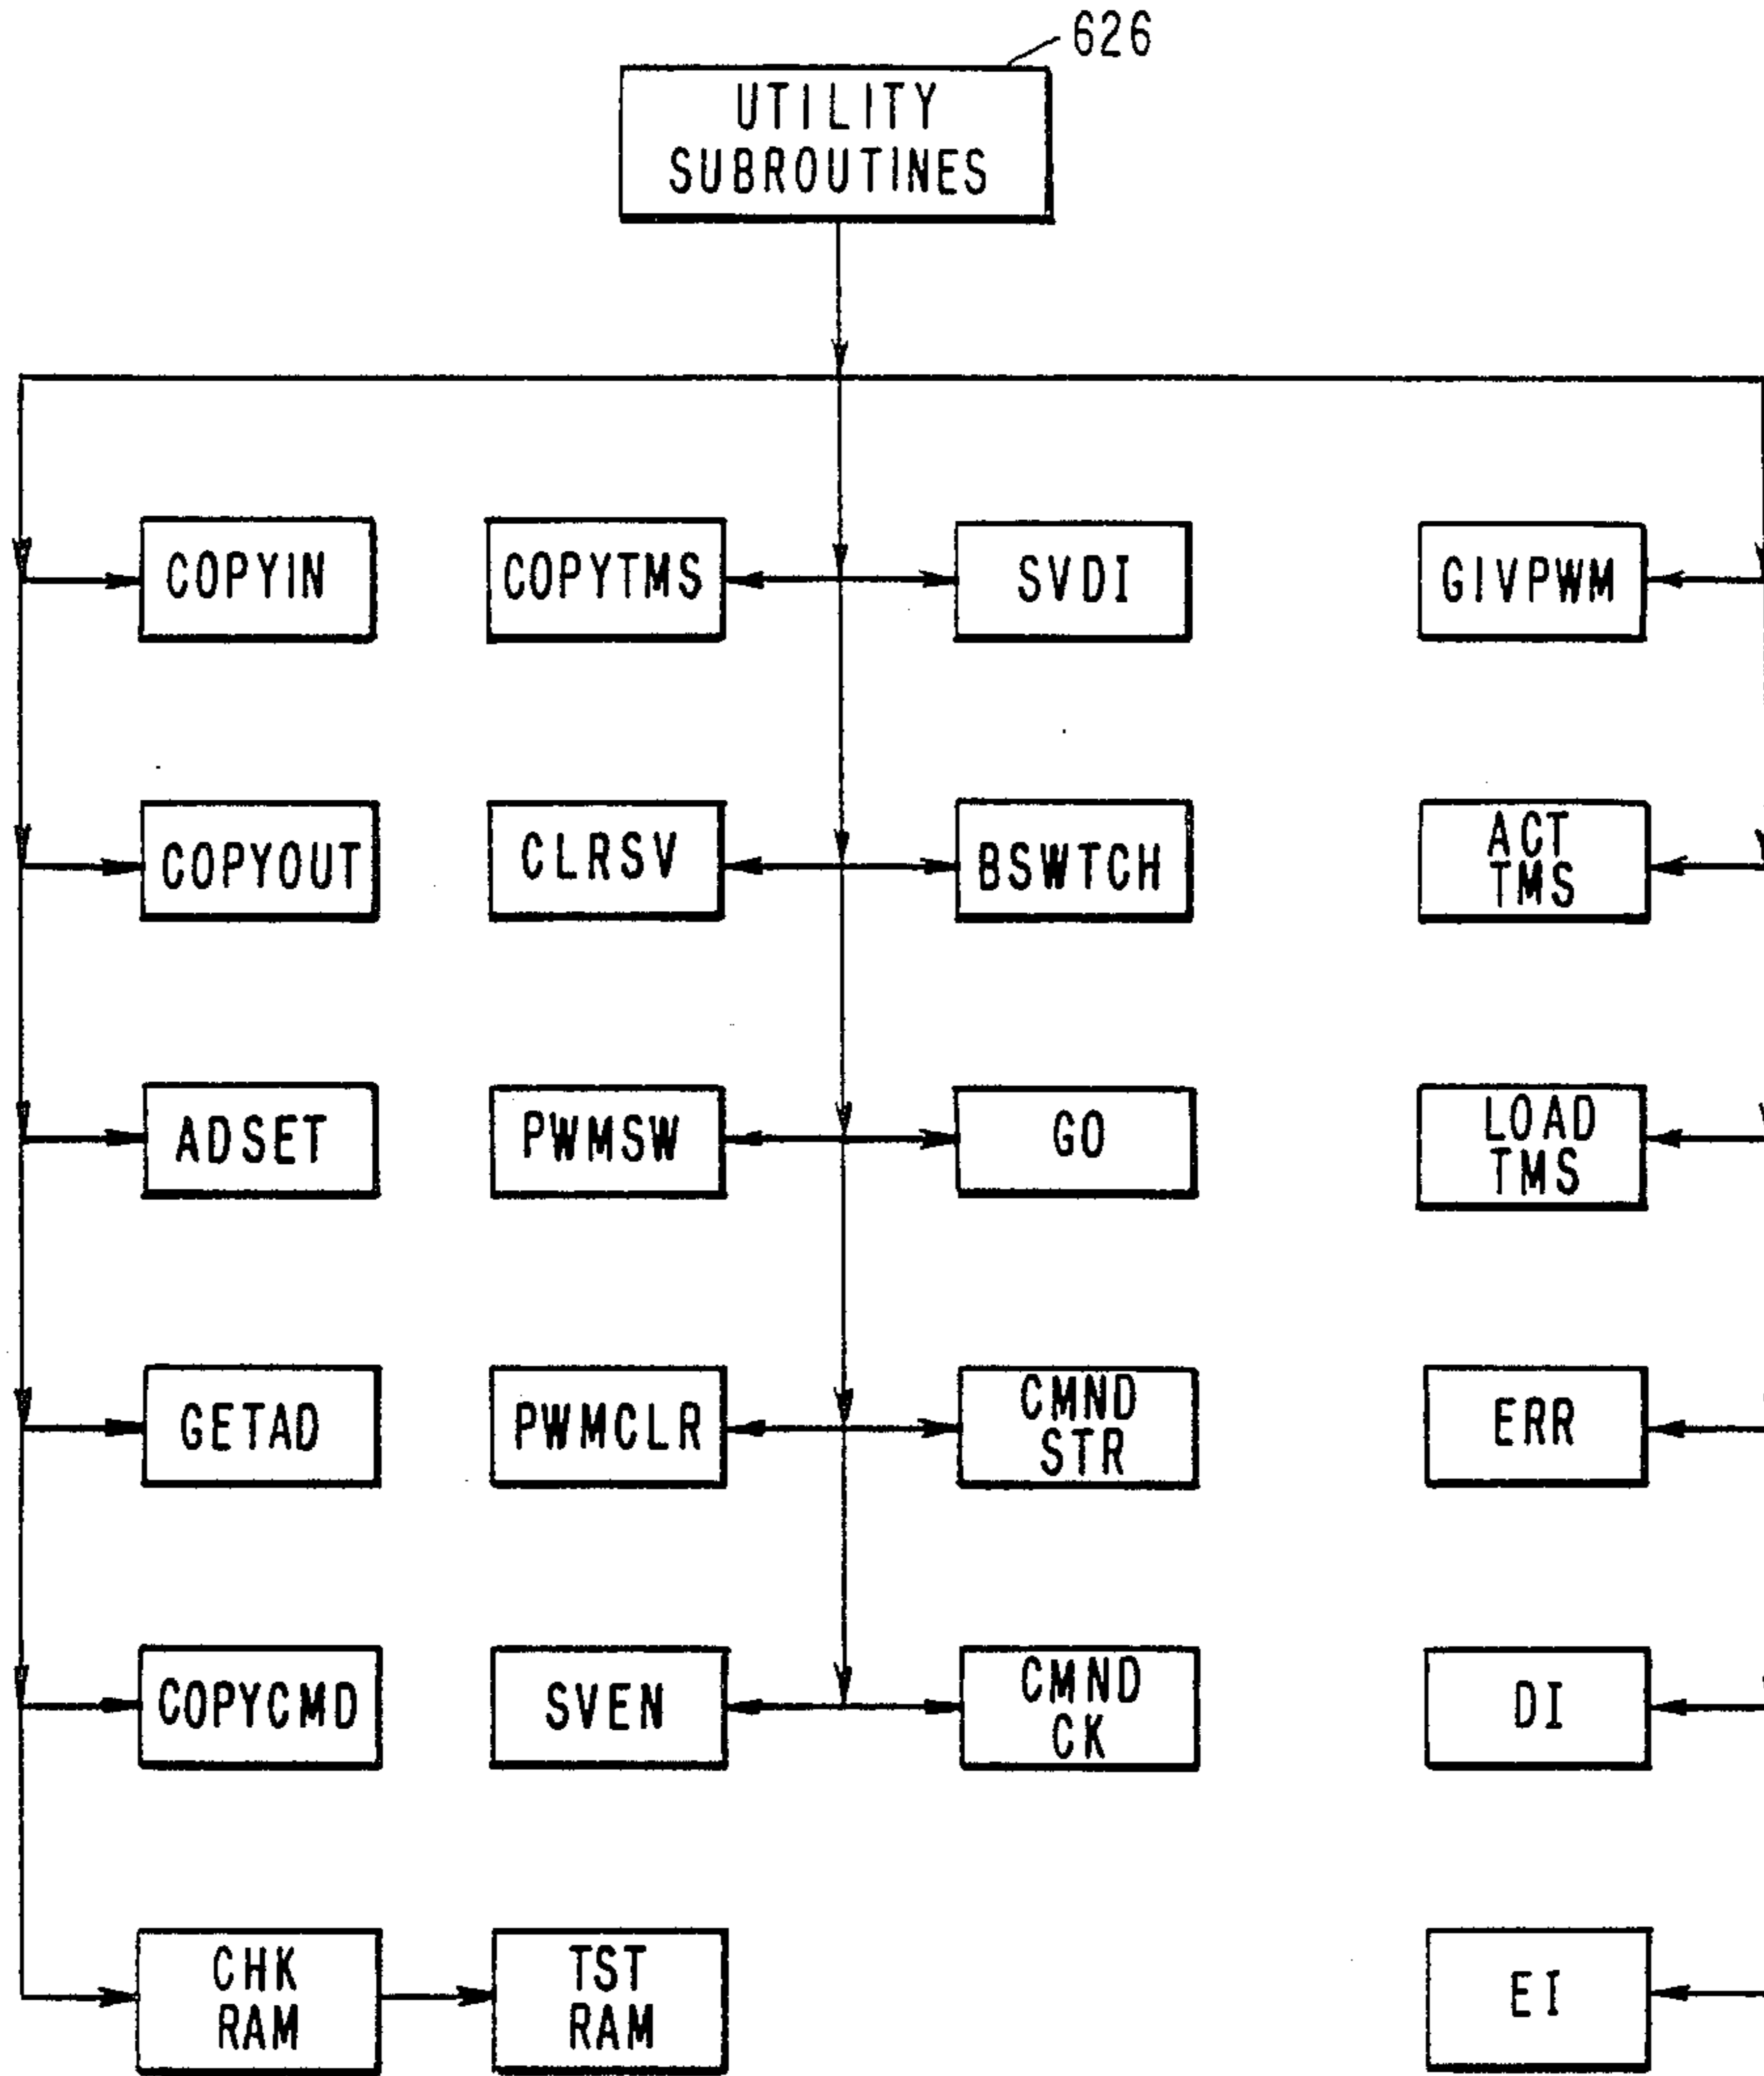 626
UTILITY
SUBROUTINES
COPYIN
COPYTMS
SVDI
GIVPWM
COPYOUT
CLRSV
BSWTCH
ACT
TMS
ADSET
PWMSW
GO
LOAD
TMS
GETAD
PWMCLR
CMND
STR
ERR
COPYCMD
SVEN
CMND
CK
DI
CHK
RAM
TST
RAM
EI